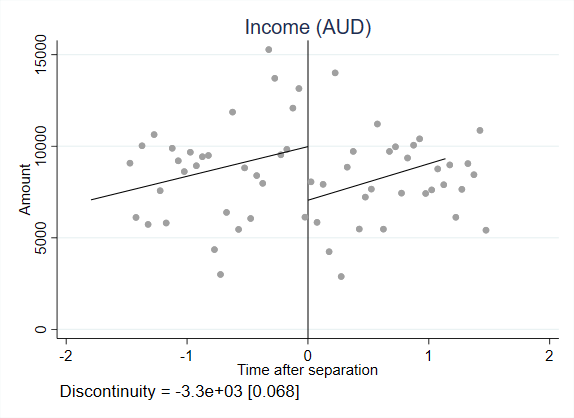 Income (AUD)
15000
10000
5000
0
Amount
-2 -1 0 1 2
Time after separation
Discontinuity = -3.3e+03 [0.068]